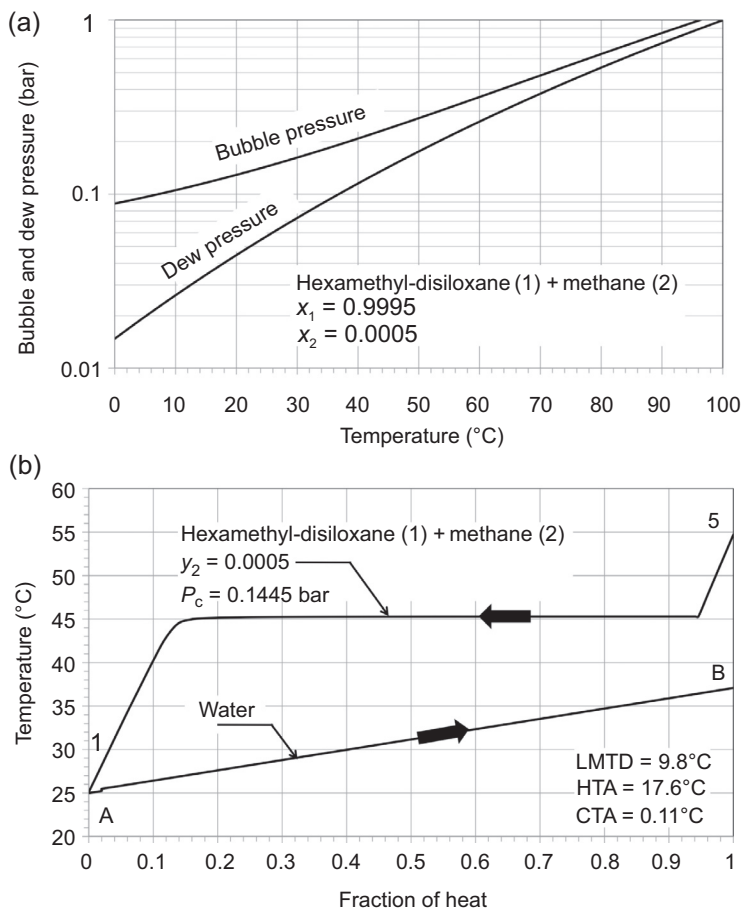 (a)
1
0.1
0.01
Bubble and dew pressure (bar)
Bubble pressure
Dew pressure
Hexamethyl-disiloxane (1) + methane (2)
x1 = 0.9995
x2 = 0.0005
0 10 20 30 40 50 60 70 80 90 100
Temperature (°C)
(b)
60
55
50
45
40
35
30
25
20
Temperature (°C)
Hexamethyl-disiloxane (1) + methane (2)
y2 = 0.0005
Pc = 0.1445 bar
5
B
Water
1
A
LMTD = 9.8°C
HTA = 17.6°C
CTA = 0.11°C
0 0.1 0.2 0.3 0.4 0.5 0.6 0.7 0.8 0.9 1
Fraction of heat